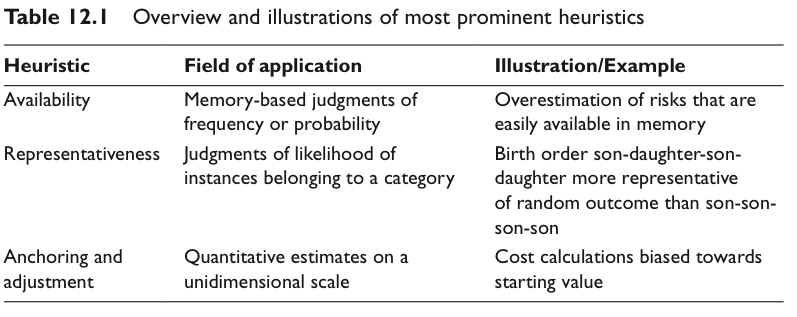 Table 12.1 Overview and illustrations of most prominent heuristics
Heuristic Field of application Illustration/Example
Availability Memory-based judgments of Overestimation of risks that are
frequency or probability easily available in memory
Representativeness Judgments of likelihood of Birth order son-daughter-son-
instances belonging to a category daughter more representative
of random outcome than son-son-
son-son
Anchoring and Quantitative estimates on a Cost calculations biased towards
adjustment unidimensional scale starting value